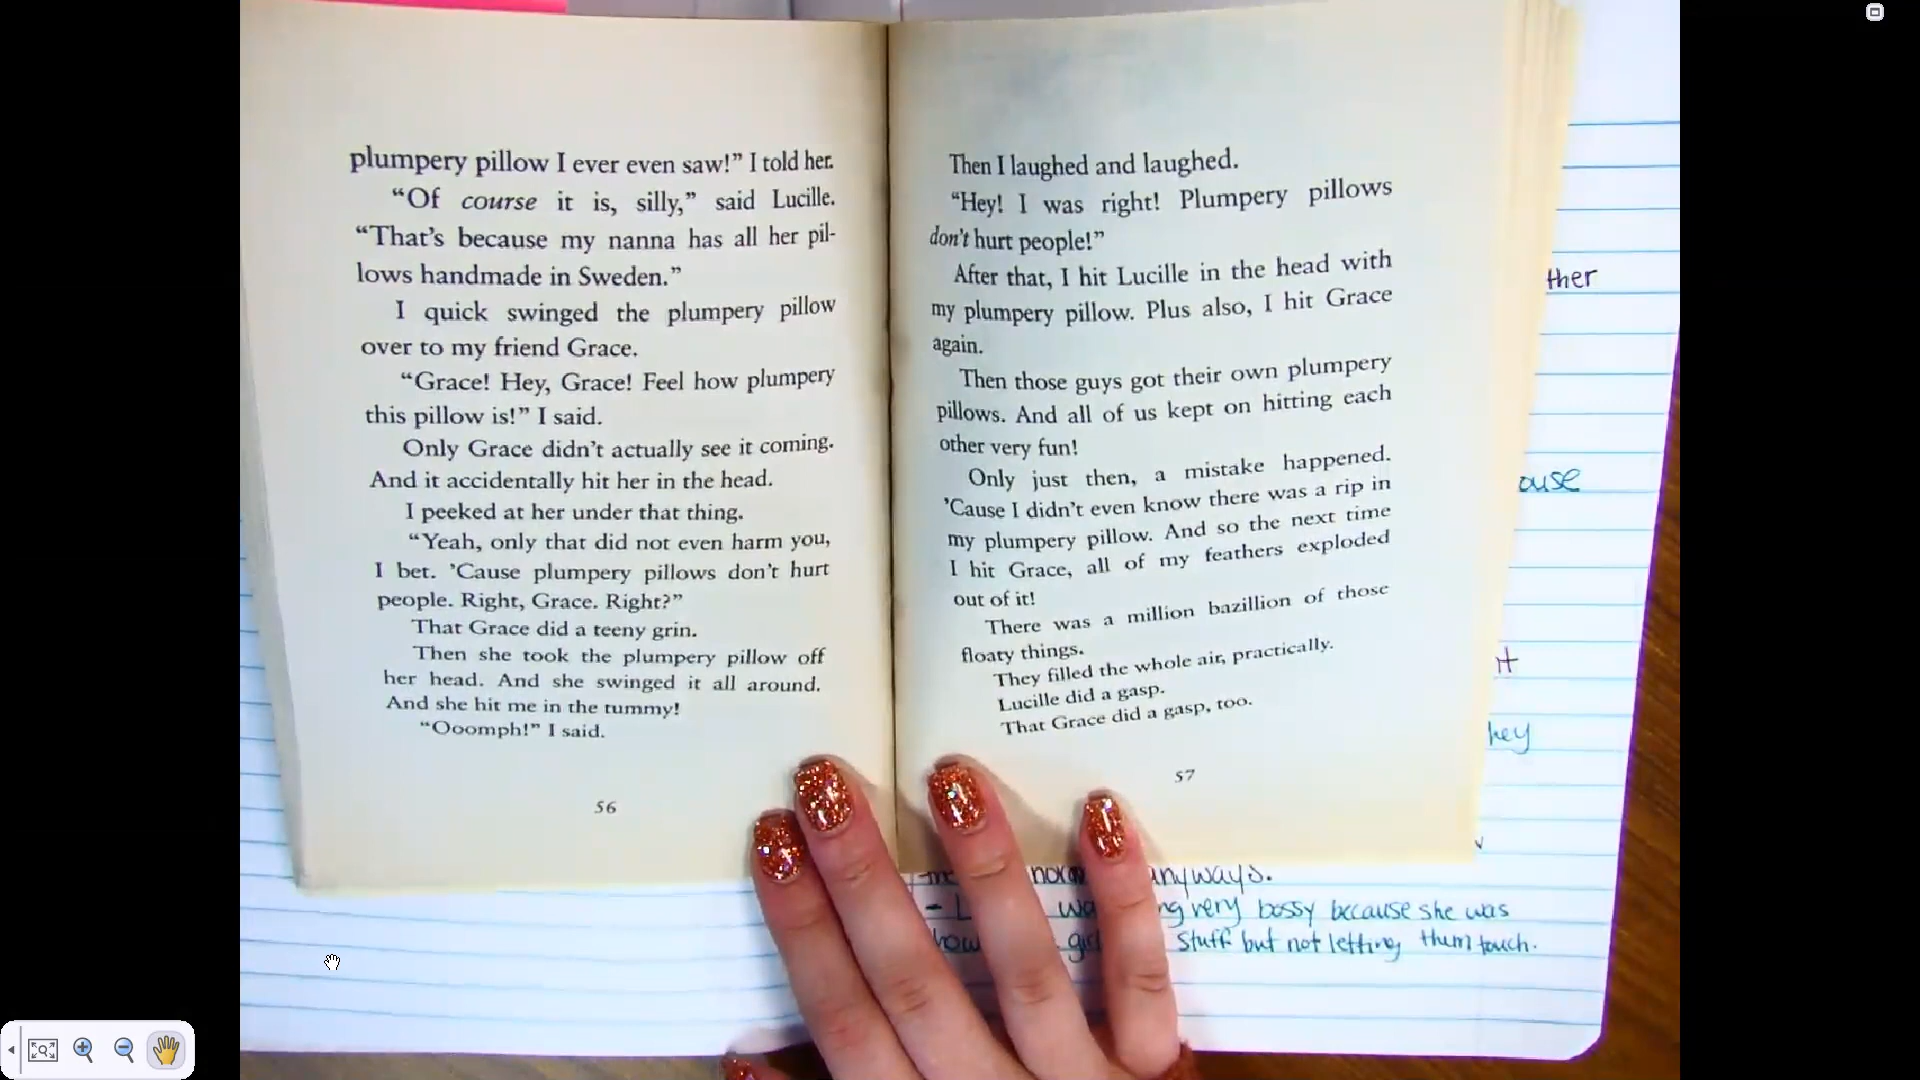 plumpery pillow I ever even saw!” I told her.
“Of course it is, silly,” said Lucille.
“That’s because my nanna has all her pil-
lows handmade in Sweden.”
I quick swinged the plumpery pillow
over to my friend Grace.
“Grace! Hey, Grace! Feel how plumpery
this pillow is!” I said.
Only Grace didn’t actually see it coming.
And it accidentally hit her in the head.
I peeked at her under that thing.
“Yeah, only that did not even harm you,
I bet. ’Cause plumpery pillows don’t hurt
people. Right, Grace. Right?”
That Grace did a teeny grin.
Then she took the plumpery pillow off
her head. And she swinged it all around.
And she hit me in the tummy!
“Ooomph!” I said.
56
Then I laughed and laughed.
“Hey! I was right! Plumpery pillows
don’t hurt people!”
After that, I hit Lucille in the head with
my plumpery pillow. Plus also, I hit Grace
again.
Then those guys got their own plumpery
pillows. And all of us kept on hitting each
other very fun!
Only just then, a mistake happened.
’Cause I didn’t even know there was a rip in
my plumpery pillow. And so the next time
I hit Grace, all of my feathers exploded
out of it!
There was a million bazillion of those
floaty things.
They filled the whole air, practically.
Lucille did a gasp.
That Grace did a gasp, too.
57
ther
ouse
it
hey
anyways.
very bossy because she was
stuff but not letting them touch.